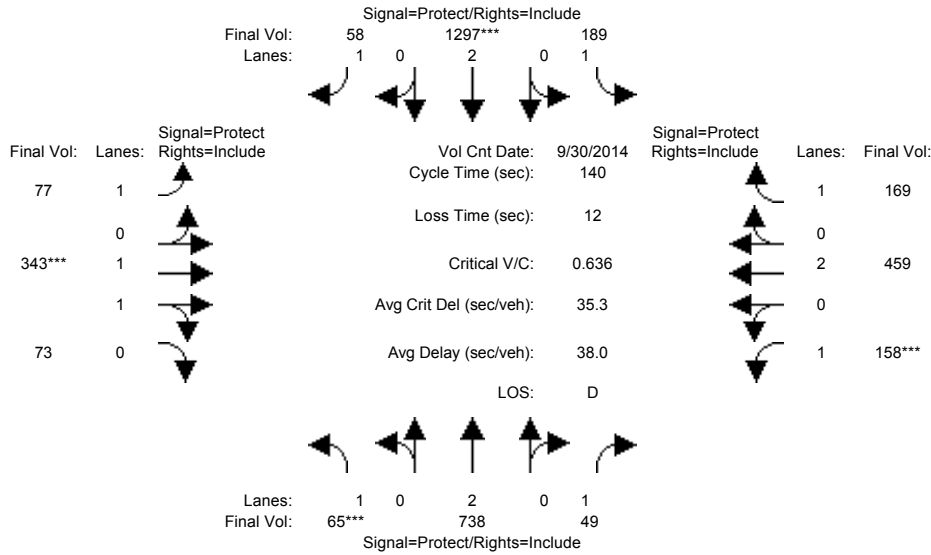 Signal=Protect/Rights=Include
Final Vol: 58 1297*** 189
Lanes: 1 0 2 0 1
Signal=Protect Signal=Protect
Final Vol: Lanes: Rights=Include Vol Cnt Date: 9/30/2014 Rights=Include Lanes: Final Vol:
Cycle Time (sec): 140
77 1 1 169
Loss Time (sec): 12
0 0
343*** 1 Critical V/C: 0.636 2 459
1 Avg Crit Del (sec/veh): 35.3 0
73 0 Avg Delay (sec/veh): 38.0 1 158***
LOS: D
Lanes: 1 0 2 0 1
Final Vol: 65*** 738 49
Signal=Protect/Rights=Include